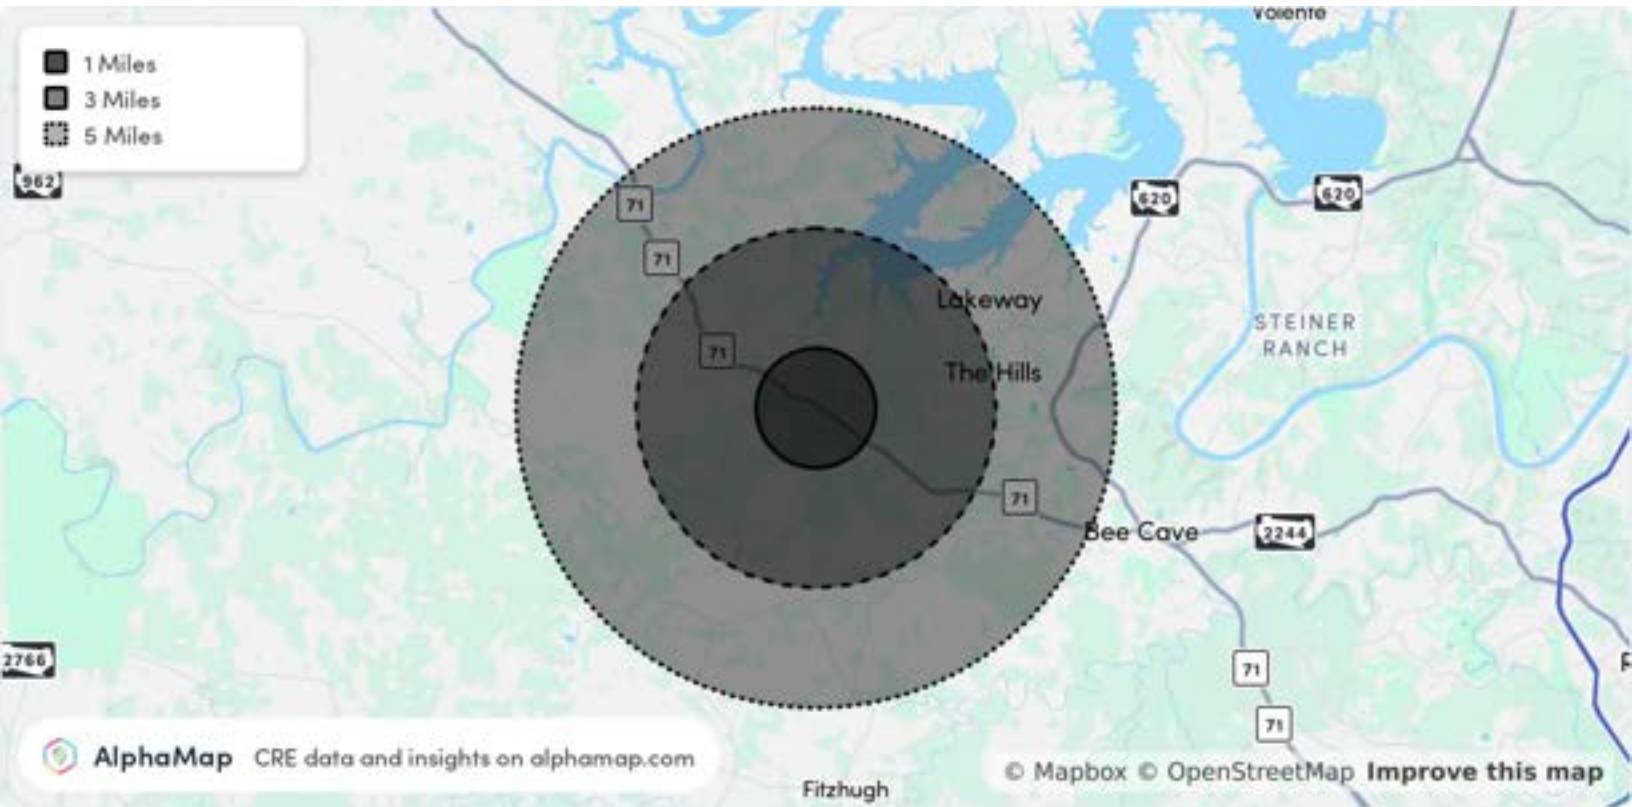 Volente
1 Miles
3 Miles
5 Miles
962
71
620
620
71
Lakeway
STEINER
RANCH
71
The Hills
71
Bee Cave
2244
2766
71
71
AlphaMap CRE data and insights on alphamap.com
© Mapbox © OpenStreetMap Improve this map
Fitzhugh